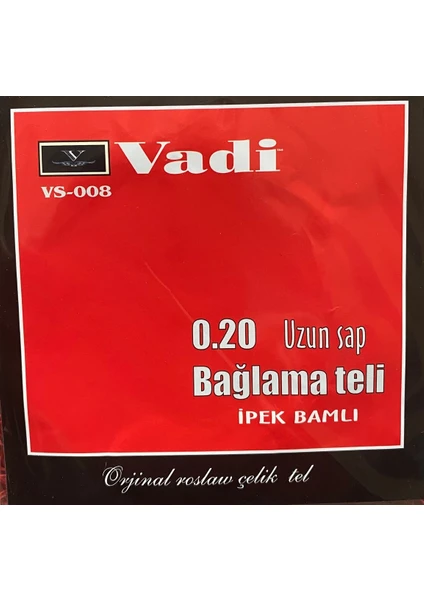 V
Vadi
VS-008
0.20 Uzun sap
Bağlama teli
İPEK BAMLI
Orjinal roslaw çelik tel